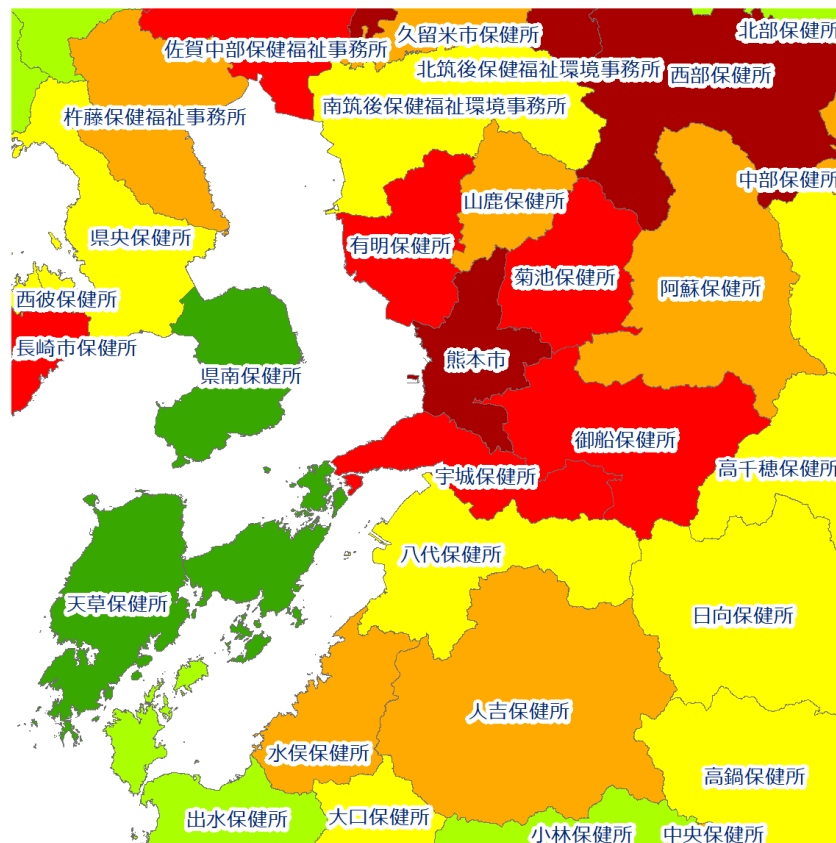 北部保健所
久留米市保健所
佐賀中部保健福祉事務所
北筑後保健福祉環境事務所
西部保健所
南筑後保健福祉環境事務所
杵藤保健福祉事務所
中部保健所
山鹿保健所
県央保健所
有明保健所
菊池保健所
阿蘇保健所
西彼保健所
長崎市保健所
熊本市
県南保健所
御船保健所
高千穂保健所
宇城保健所
八代保健所
天草保健所
日向保健所
人吉保健所
水俣保健所
高鍋保健所
出水保健所
大口保健所
小林保健所
中央保健所